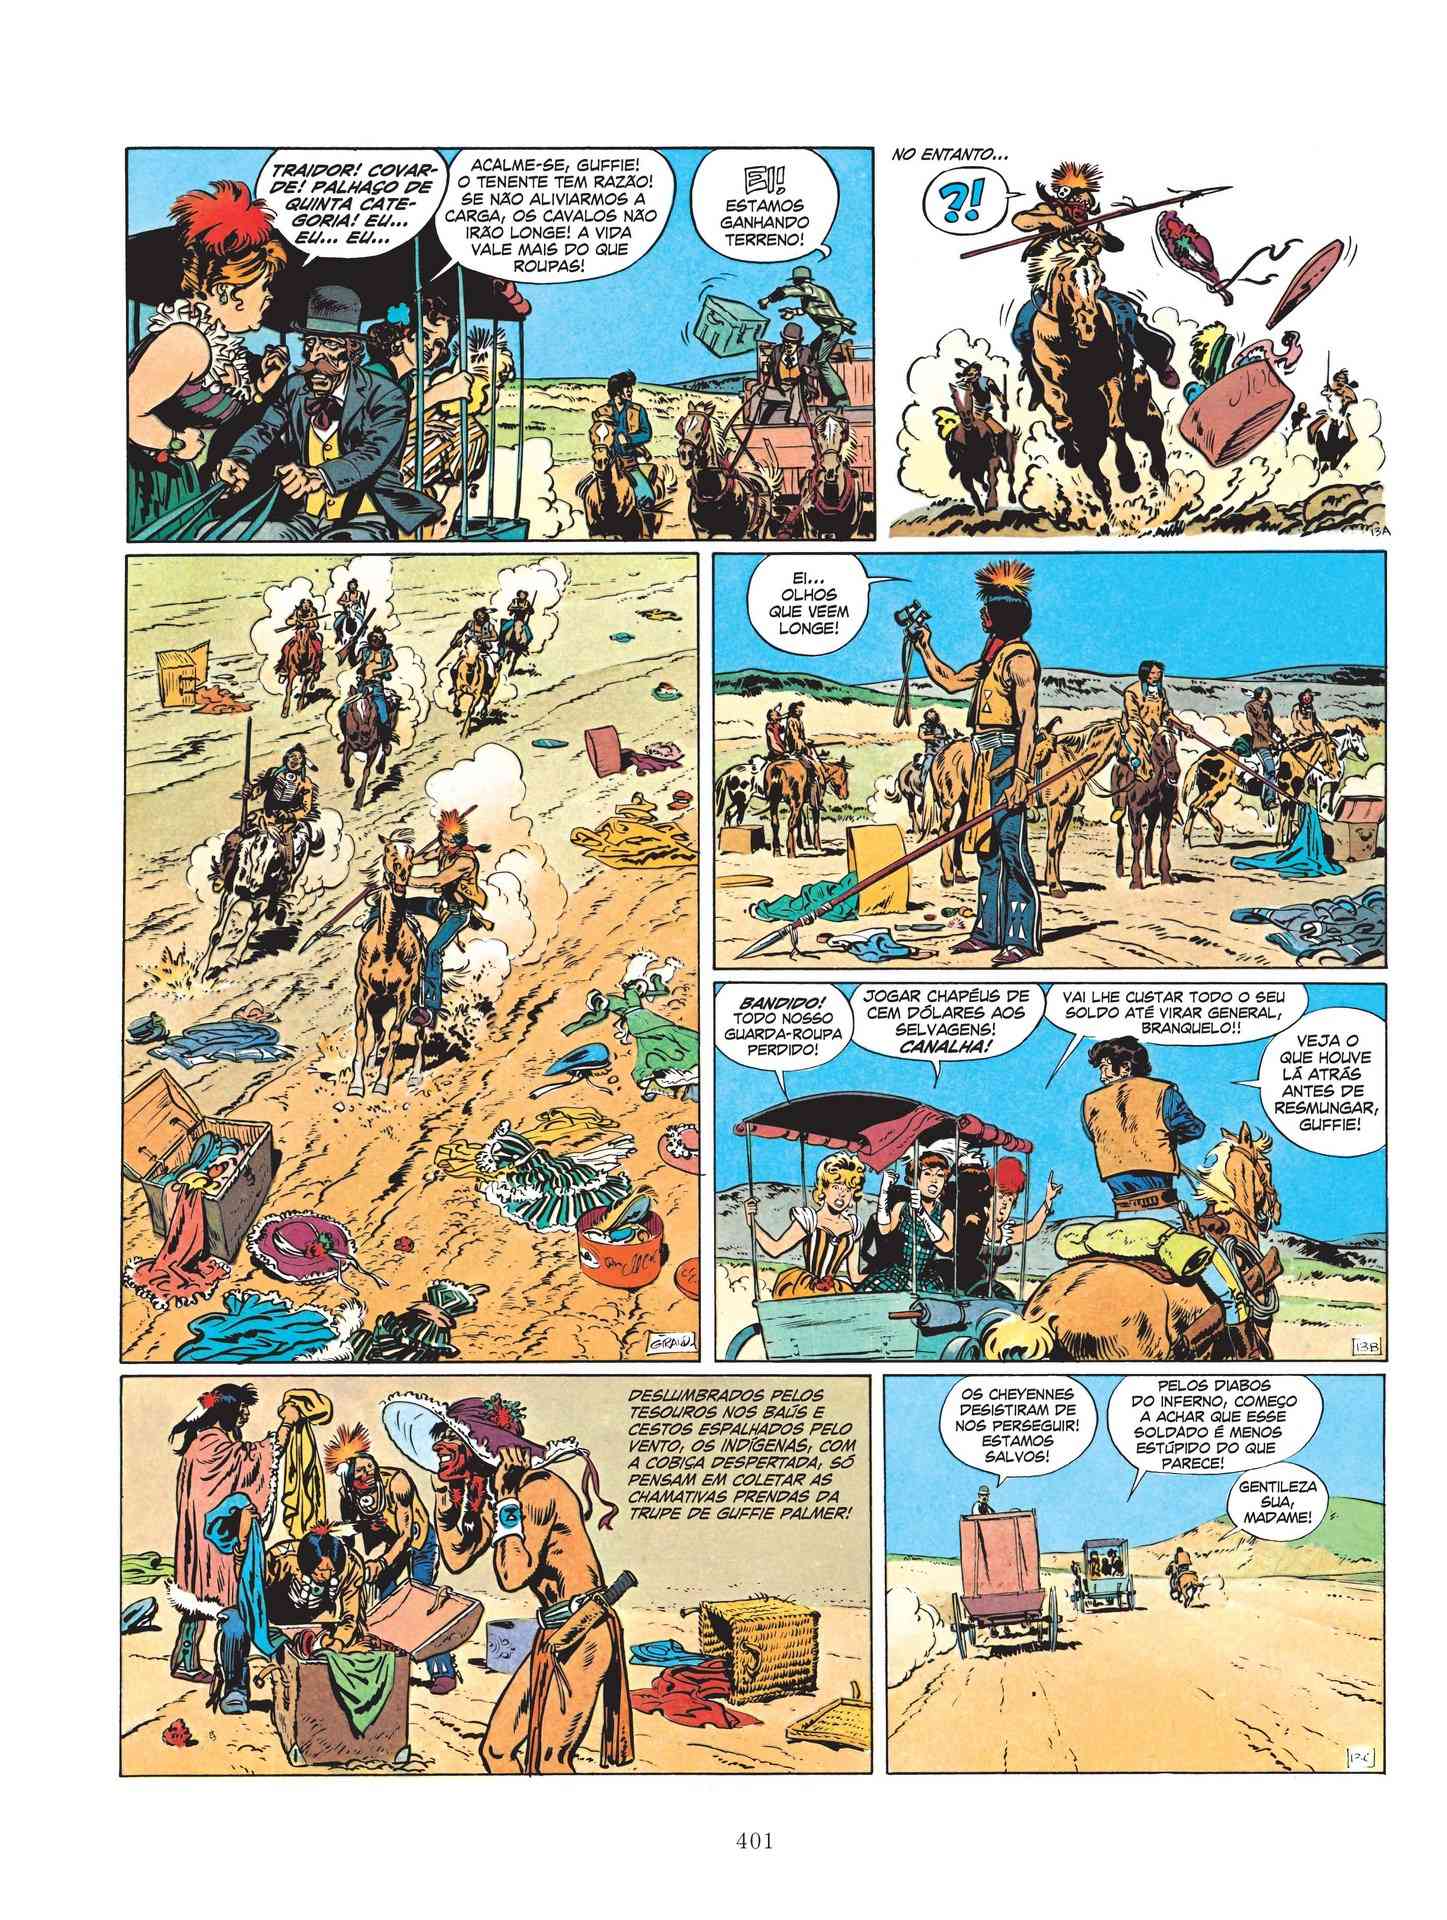 TRAIDOR! COVAR-
DE! PALHAÇO DE
QUINTA CATE-
GORIA! EU...
EU... EU...
ACALME-SE, GUFFIE!
O TENENTE TEM RAZÃO!
SE NÃO ALIVIARMOS A
CARGA, OS CAVALOS NÃO
IRÃO LONGE! A VIDA
VALE MAIS DO QUE
ROUPAS!
EI!
ESTAMOS
GANHANDO
TERRENO!
NO ENTANTO...
?!
13A
GIRAUD
EI...
OLHOS
QUE VEEM
LONGE!
BANDIDO!
TODO NOSSO
GUARDA-ROUPA
PERDIDO!
JOGAR CHAPÉUS DE
CEM DÓLARES AOS
SELVAGENS!
CANALHA!
VAI LHE CUSTAR TODO O SEU
SOLDO ATÉ VIRAR GENERAL,
BRANQUELO!!
VEJA O
QUE HOUVE
LÁ ATRÁS
ANTES DE
RESMUNGAR,
GUFFIE!
13B
DESLUMBRADOS PELOS
TESOUROS NOS BAÚS E
CESTOS ESPALHADOS PELO
VENTO, OS INDÍGENAS, COM
A COBIÇA DESPERTADA, SÓ
PENSAM EM COLETAR AS
CHAMATIVAS PRENDAS DA
TRUPE DE GUFFIE PALMER!
OS CHEYENNES
DESISTIRAM DE
NOS PERSEGUIR!
ESTAMOS
SALVOS!
PELOS DIABOS
DO INFERNO, COMEÇO
A ACHAR QUE ESSE
SOLDADO É MENOS
ESTÚPIDO DO QUE
PARECE!
GENTILEZA
SUA,
MADAME!
401